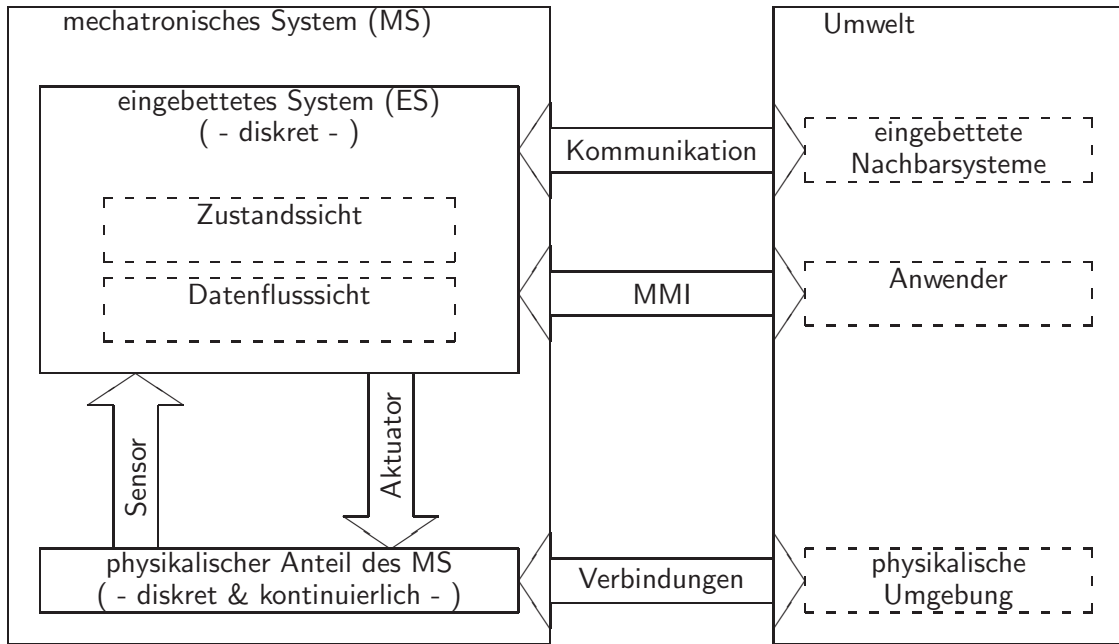 mechatronisches System (MS)
Umwelt
eingebettetes System (ES)
( - diskret - )
Kommunikation
eingebettete
Nachbarsysteme
Zustandssicht
Datenflusssicht
MMI
Anwender
Sensor
Aktuator
physikalischer Anteil des MS
( - diskret & kontinuierlich - )
Verbindungen
physikalische
Umgebung